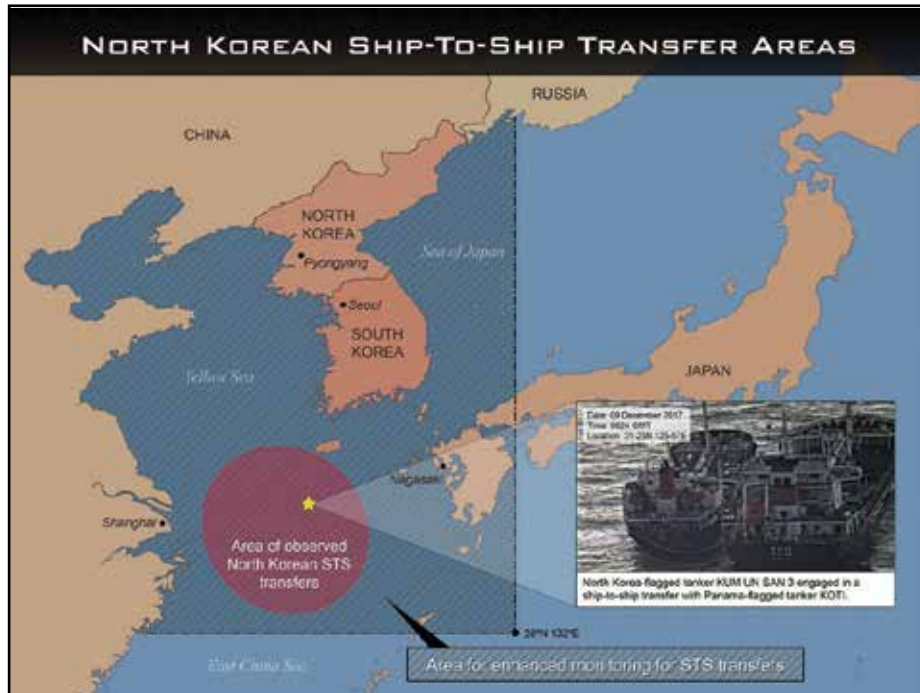 NORTH KOREAN SHIP-TO-SHIP TRANSFER AREAS
RUSSIA
CHINA
NORTH
KOREA
Sea of Japan
Pyongyang
Seoul
SOUTH
KOREA
Yellow Sea
JAPAN
Date: 09 December 2017
Time:
Location:
Nagasaki
Shanghai
Area of observed
North Korean STS
transfers
North Korea-flagged tanker KUM UN SAN 3 engaged in a
ship-to-ship transfer with Panama-flagged tanker KOTI.
132°E
East China Sea
Area for enhanced monitoring for STS transfers